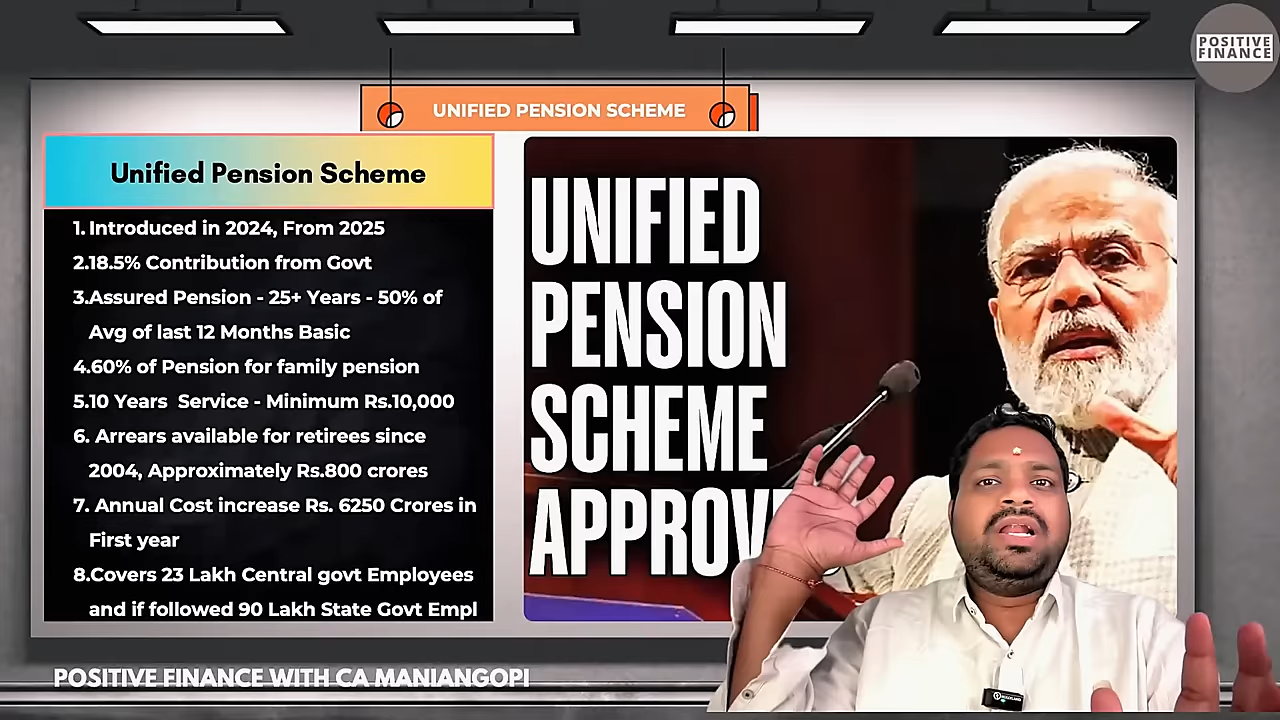 POSITIVE
FINANCE
UNIFIED PENSION SCHEME
Unified Pension Scheme
1. Introduced in 2024, From 2025
2.18.5% Contribution from Govt
3.Assured Pension - 25+ Years - 50% of
Avg of last 12 Months Basic
4.60% of Pension for family pension
5.10 Years Service - Minimum Rs.10,000
6. Arrears available for retirees since
2004, Approximately Rs.800 crores
7. Annual Cost increase Rs. 6250 Crores in
First year
8.Covers 23 Lakh Central govt Employees
and if followed 90 Lakh State Govt Empl
UNIFIED
PENSION
SCHEME
APPROV
POSITIVE FINANCE WITH CA MANIANGOPI